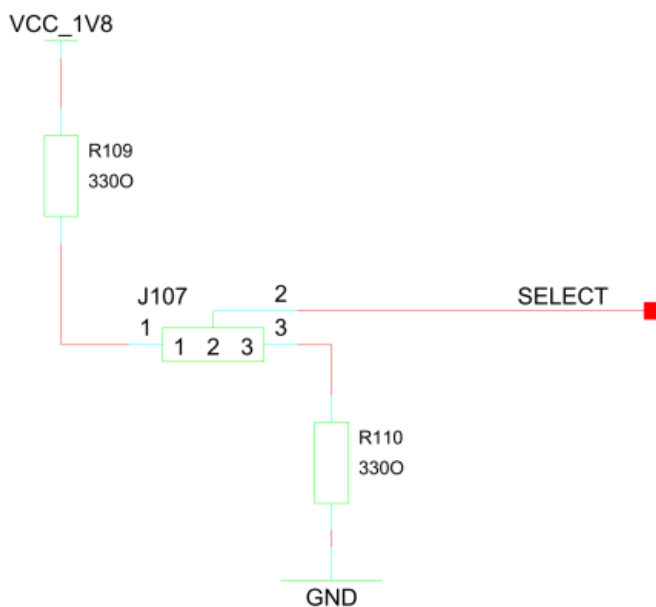 VCC_1V8
R109
330O
J107
2
SELECT
1
3
1 2 3
R110
330O
GND